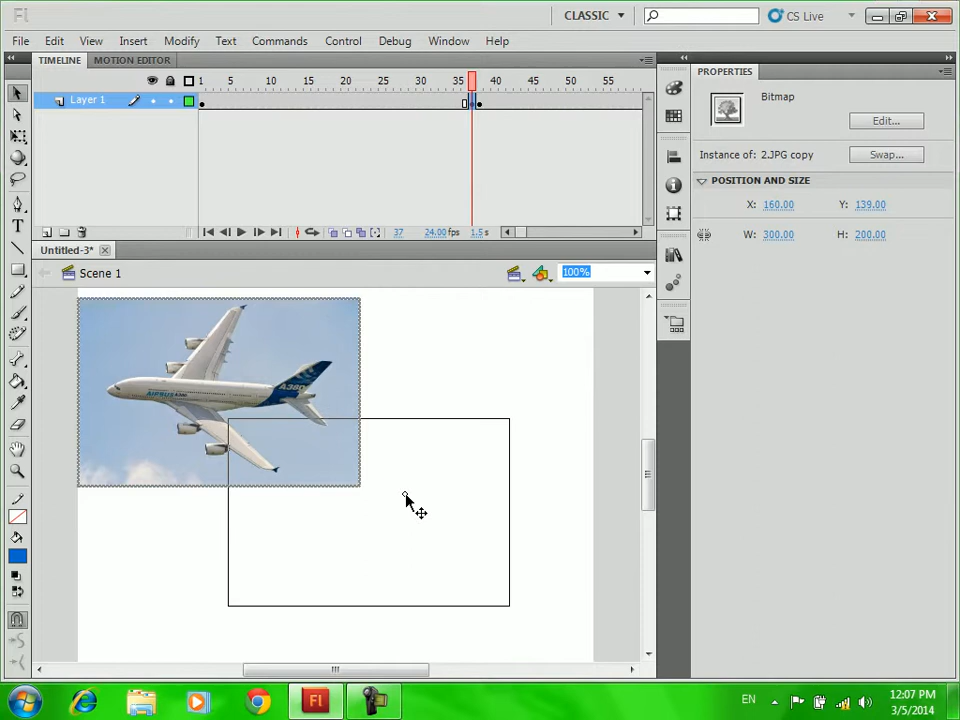 Fl
CLASSIC
CS Live
File Edit View Insert Modify Text Commands Control Debug Window Help
TIMELINE MOTION EDITOR
PROPERTIES
1 5 10 15 20 25 30 35 40 45 50 55
Layer 1
Bitmap
Edit...
Instance of: 2.JPG copy
Swap...
POSITION AND SIZE
X: 160.00 Y: 139.00
W: 300.00 H: 200.00
37 24.00 fps 1.5 s
Untitled-3*
Scene 1
100%
AIRBUS A380
A380
T
Fl
EN
12:07 PM
3/5/2014